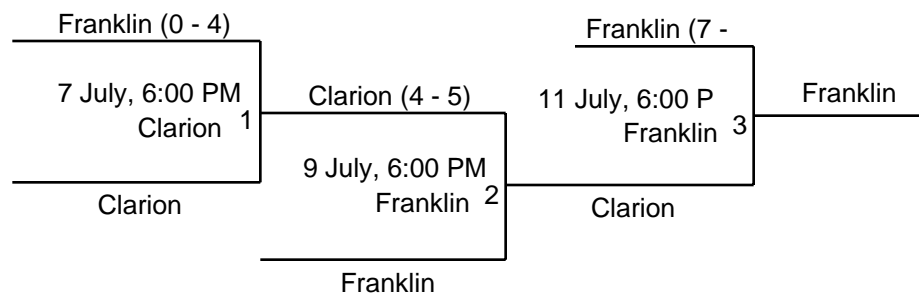 Franklin (0 - 4)
7 July, 6:00 PM
Clarion 1
Clarion
Clarion (4 - 5)
9 July, 6:00 PM
Franklin 2
Franklin
Franklin (7 -
11 July, 6:00 P
Franklin 3
Clarion
Franklin